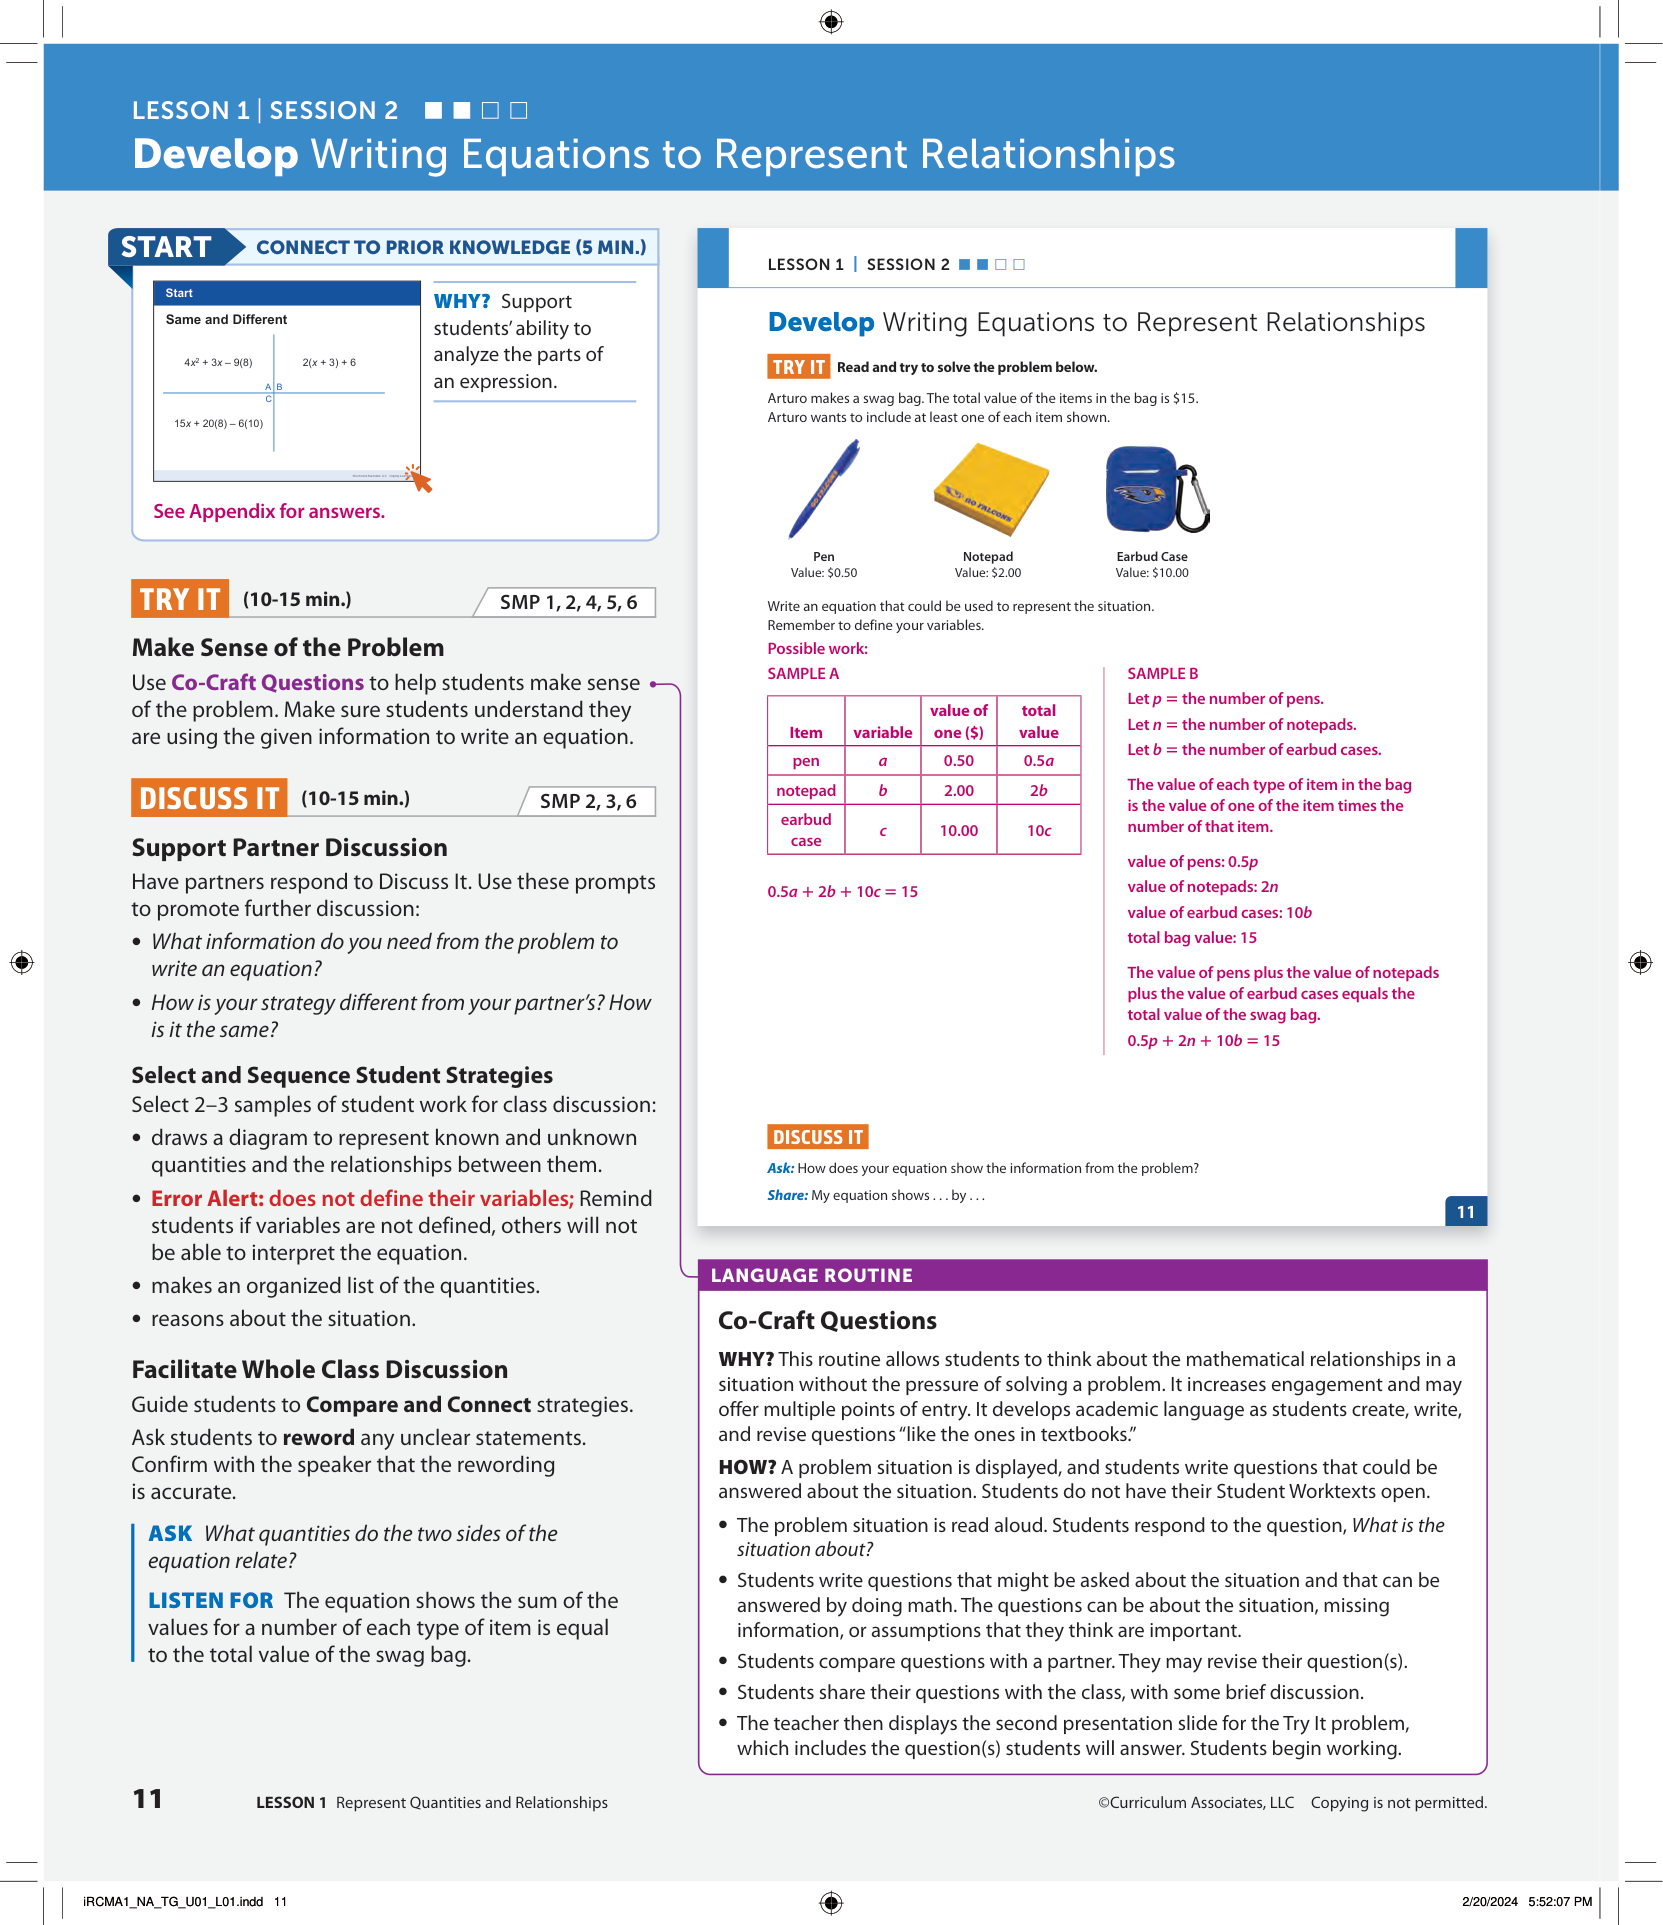 LESSON 1 | SESSION 2
Develop Writing Equations to Represent Relationships
START
CONNECT TO PRIOR KNOWLEDGE (5 MIN.)
Start
Same and Different
4x² + 3x – 9(8)
2(x + 3) + 6
A
B
C
15x + 20(8) – 6(10)
WHY? Support
students’ ability to
analyze the parts of
an expression.
See Appendix for answers.
TRY IT
(10-15 min.)
SMP 1, 2, 4, 5, 6
Make Sense of the Problem
Use Co-Craft Questions to help students make sense
of the problem. Make sure students understand they
are using the given information to write an equation.
DISCUSS IT
(10-15 min.)
SMP 2, 3, 6
Support Partner Discussion
Have partners respond to Discuss It. Use these prompts
to promote further discussion:
• What information do you need from the problem to
write an equation?
• How is your strategy different from your partner’s? How
is it the same?
Select and Sequence Student Strategies
Select 2–3 samples of student work for class discussion:
• draws a diagram to represent known and unknown
quantities and the relationships between them.
• Error Alert: does not define their variables; Remind
students if variables are not defined, others will not
be able to interpret the equation.
• makes an organized list of the quantities.
• reasons about the situation.
Facilitate Whole Class Discussion
Guide students to Compare and Connect strategies.
Ask students to reword any unclear statements.
Confirm with the speaker that the rewording
is accurate.
ASK What quantities do the two sides of the
equation relate?
LISTEN FOR The equation shows the sum of the
values for a number of each type of item is equal
to the total value of the swag bag.
LESSON 1 | SESSION 2
Develop Writing Equations to Represent Relationships
TRY IT Read and try to solve the problem below.
Arturo makes a swag bag. The total value of the items in the bag is $15.
Arturo wants to include at least one of each item shown.
GO FALCONS
GO FALCONS
Pen
Value: $0.50
Notepad
Value: $2.00
Earbud Case
Value: $10.00
Write an equation that could be used to represent the situation.
Remember to define your variables.
Possible work:
SAMPLE A
Item variable value of one ($) total value
pen a 0.50 0.5a
notepad b 2.00 2b
earbud case c 10.00 10c
0.5a + 2b + 10c = 15
SAMPLE B
Let p = the number of pens.
Let n = the number of notepads.
Let b = the number of earbud cases.
The value of each type of item in the bag
is the value of one of the item times the
number of that item.
value of pens: 0.5p
value of notepads: 2n
value of earbud cases: 10b
total bag value: 15
The value of pens plus the value of notepads
plus the value of earbud cases equals the
total value of the swag bag.
0.5p + 2n + 10b = 15
DISCUSS IT
Ask: How does your equation show the information from the problem?
Share: My equation shows . . . by . . .
11
LANGUAGE ROUTINE
Co-Craft Questions
WHY? This routine allows students to think about the mathematical relationships in a
situation without the pressure of solving a problem. It increases engagement and may
offer multiple points of entry. It develops academic language as students create, write,
and revise questions “like the ones in textbooks.”
HOW? A problem situation is displayed, and students write questions that could be
answered about the situation. Students do not have their Student Worktexts open.
• The problem situation is read aloud. Students respond to the question, What is the
situation about?
• Students write questions that might be asked about the situation and that can be
answered by doing math. The questions can be about the situation, missing
information, or assumptions that they think are important.
• Students compare questions with a partner. They may revise their question(s).
• Students share their questions with the class, with some brief discussion.
• The teacher then displays the second presentation slide for the Try It problem,
which includes the question(s) students will answer. Students begin working.
11
LESSON 1 Represent Quantities and Relationships
©Curriculum Associates, LLC Copying is not permitted.
iRCMA1_NA_TG_U01_L01.indd 11
2/20/2024 5:52:07 PM